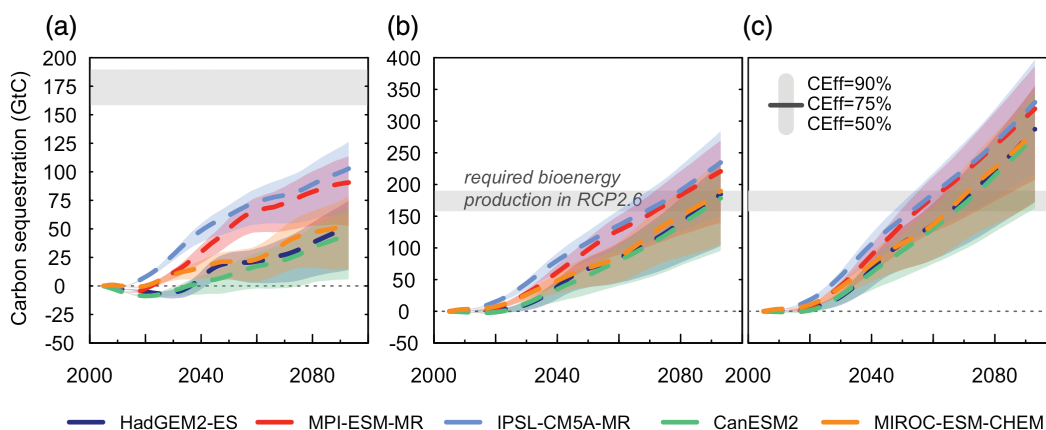 (a)
(b)
(c)
Carbon sequestration (GtC)
200
175
150
125
100
75
50
25
0
-25
-50
2000
2040
2080
400
350
300
250
200
150
100
50
0
-50
required bioenergy
production in RCP2.6
2000
2040
2080
CEff=90%
CEff=75%
CEff=50%
2000
2040
2080
HadGEM2-ES
MPI-ESM-MR
IPSL-CM5A-MR
CanESM2
MIROC-ESM-CHEM